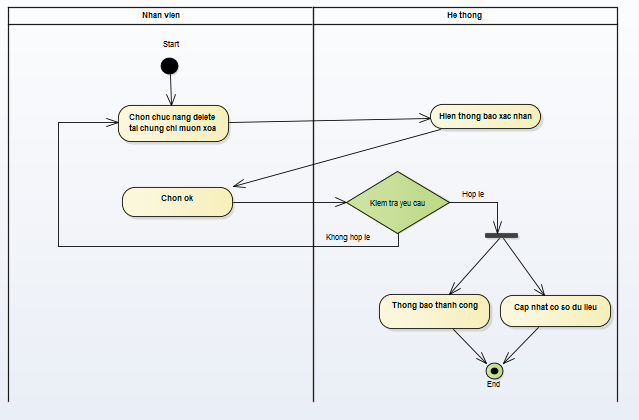 Nhan vien
He thong
Start
Chon chuc nang delete
tai chung chi muon xoa
Hien thong bao xac nhan
Chon ok
Kiem tra yeu cau
Hop le
Khong hop le
Thong bao thanh cong
Cap nhat co so du lieu
End